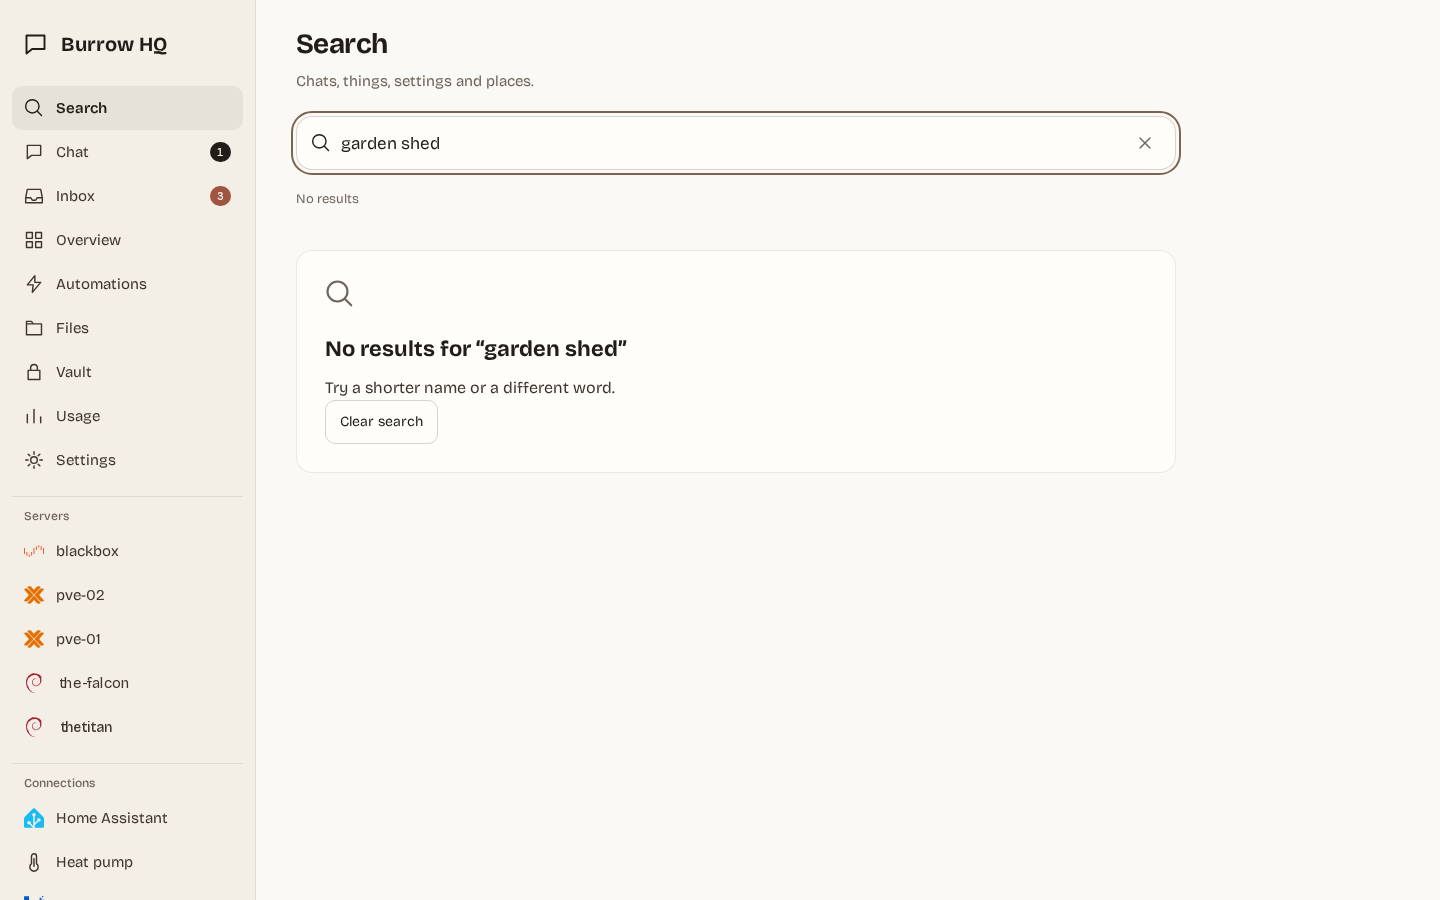 Burrow HQ
Search
Chat
1
Inbox
3
Overview
Automations
Files
Vault
Usage
Settings
Servers
blackbox
pve-02
pve-01
the-falcon
thetitan
Connections
Home Assistant
Heat pump
Search
Chats, things, settings and places.
garden shed
No results
No results for “garden shed”
Try a shorter name or a different word.
Clear search